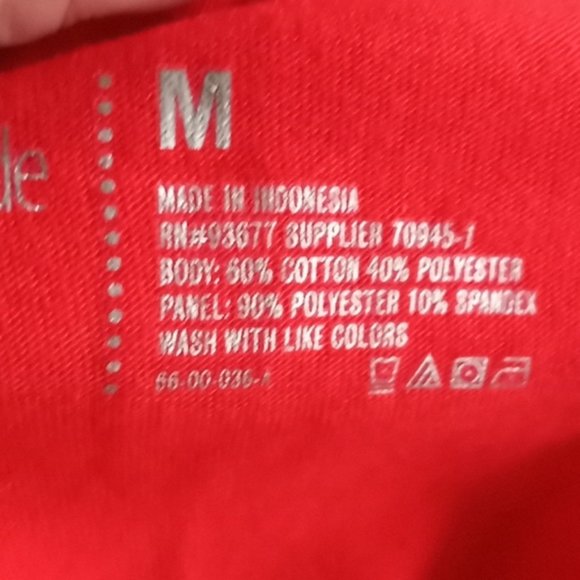 de
M
MADE IN INDONESIA
RN#93677 SUPPLIER 70945-1
BODY: 60% COTTON 40% POLYESTER
PANEL: 90% POLYESTER 10% SPANDEX
WASH WITH LIKE COLORS